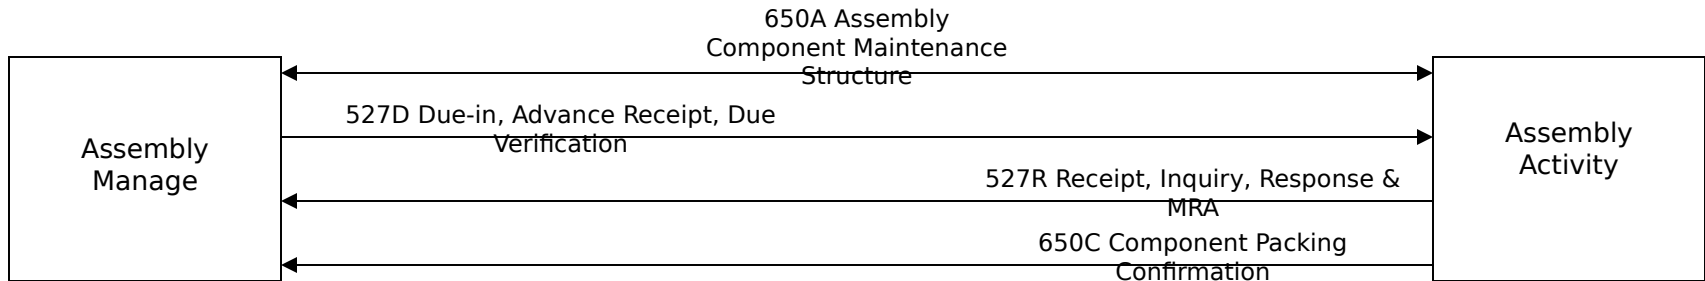 650A Assembly
Component Maintenance
Structure
527D Due-in, Advance Receipt, Due
Verification
Assembly
Manage
Assembly
Activity
527R Receipt, Inquiry, Response &
MRA
650C Component Packing
Confirmation